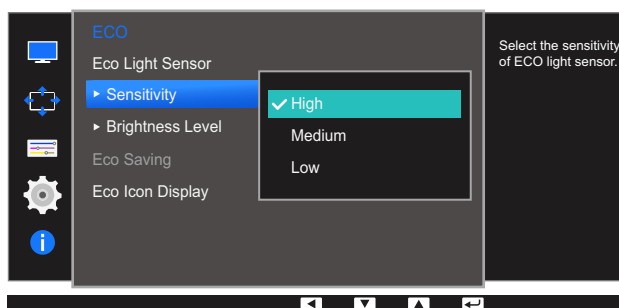 ECO
Eco Light Sensor
▸ Sensitivity
▸ Brightness Level
Eco Saving
Eco Icon Display
✓ High
Medium
Low
Select the sensitivity
of ECO light sensor.